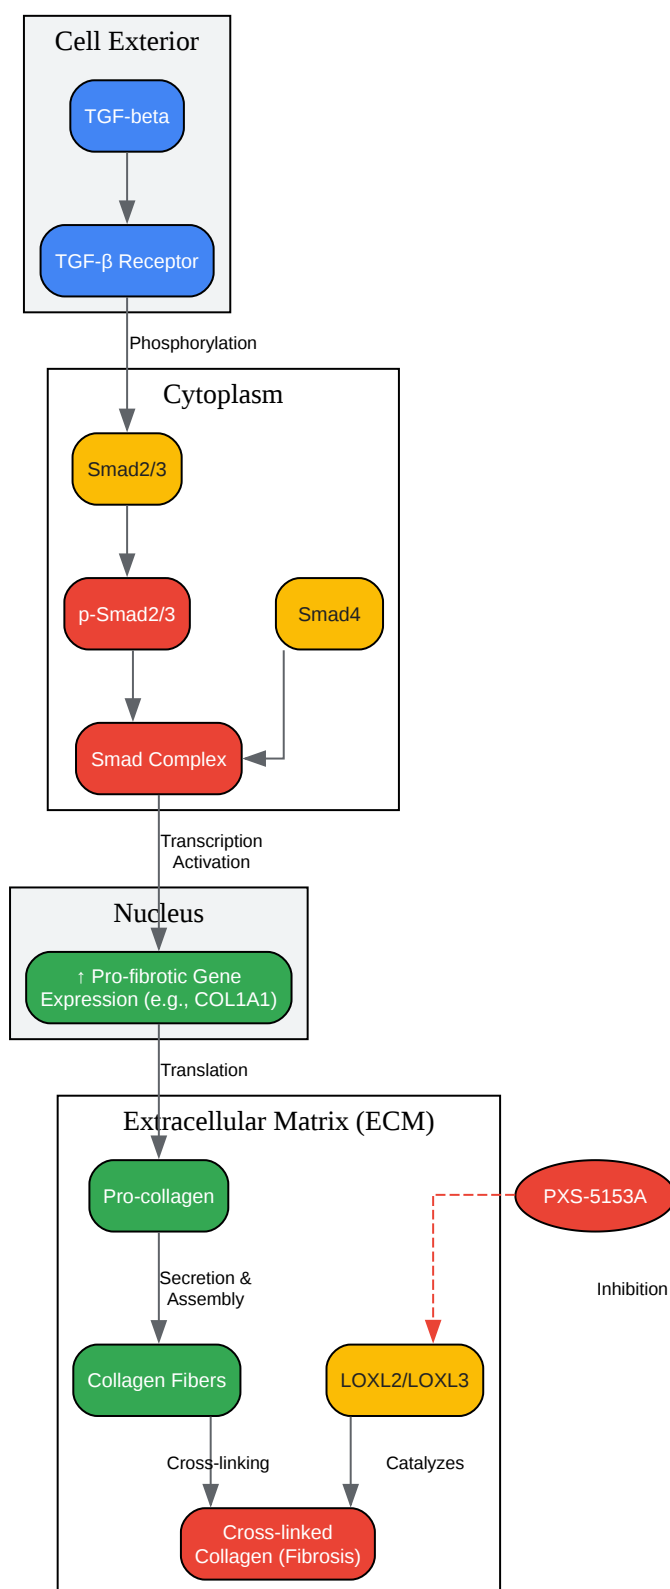 Cell Exterior
TGF-beta
TGF-β Receptor
Phosphorylation
Cytoplasm
Smad2/3
p-Smad2/3
Smad4
Smad Complex
Transcription
Activation
Nucleus
↑ Pro-fibrotic Gene
Expression (e.g., COL1A1)
Translation
Extracellular Matrix (ECM)
Pro-collagen
PXS-5153A
Secretion &
Assembly
Inhibition
Collagen Fibers
LOXL2/LOXL3
Cross-linking
Catalyzes
Cross-linked
Collagen (Fibrosis)